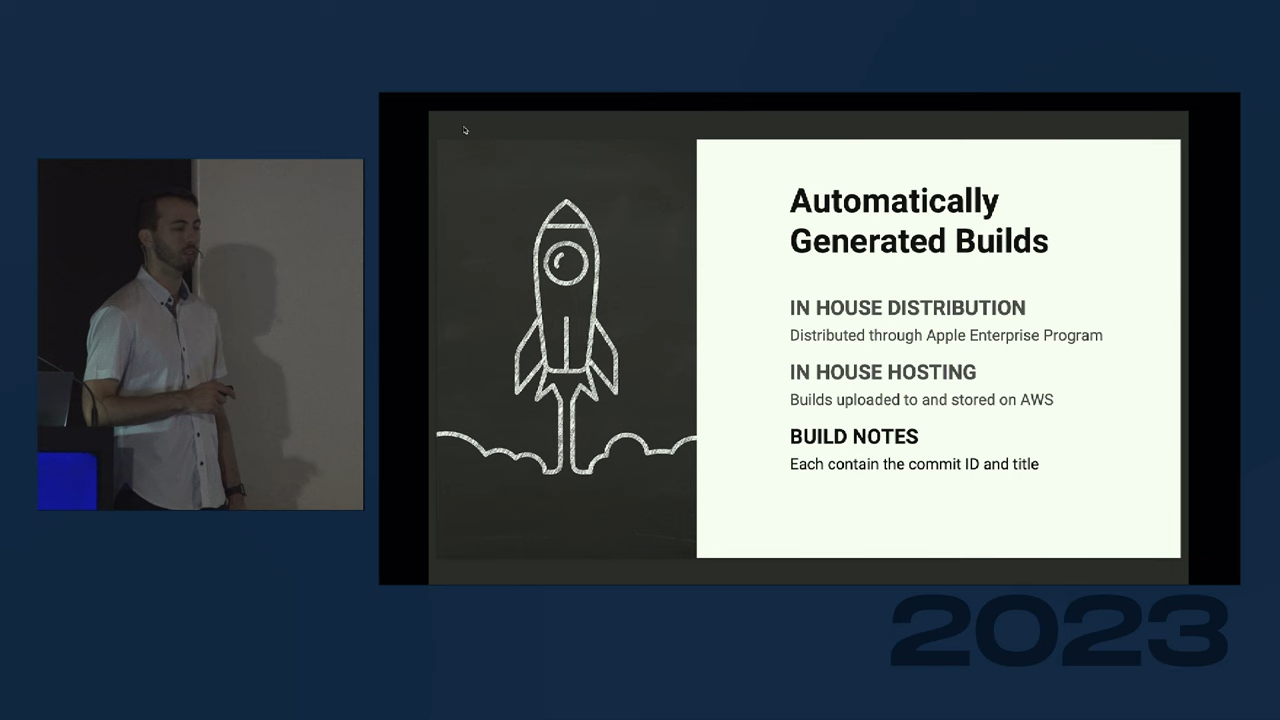 Automatically
Generated Builds
IN HOUSE DISTRIBUTION
Distributed through Apple Enterprise Program
IN HOUSE HOSTING
Builds uploaded to and stored on AWS
BUILD NOTES
Each contain the commit ID and title
2023